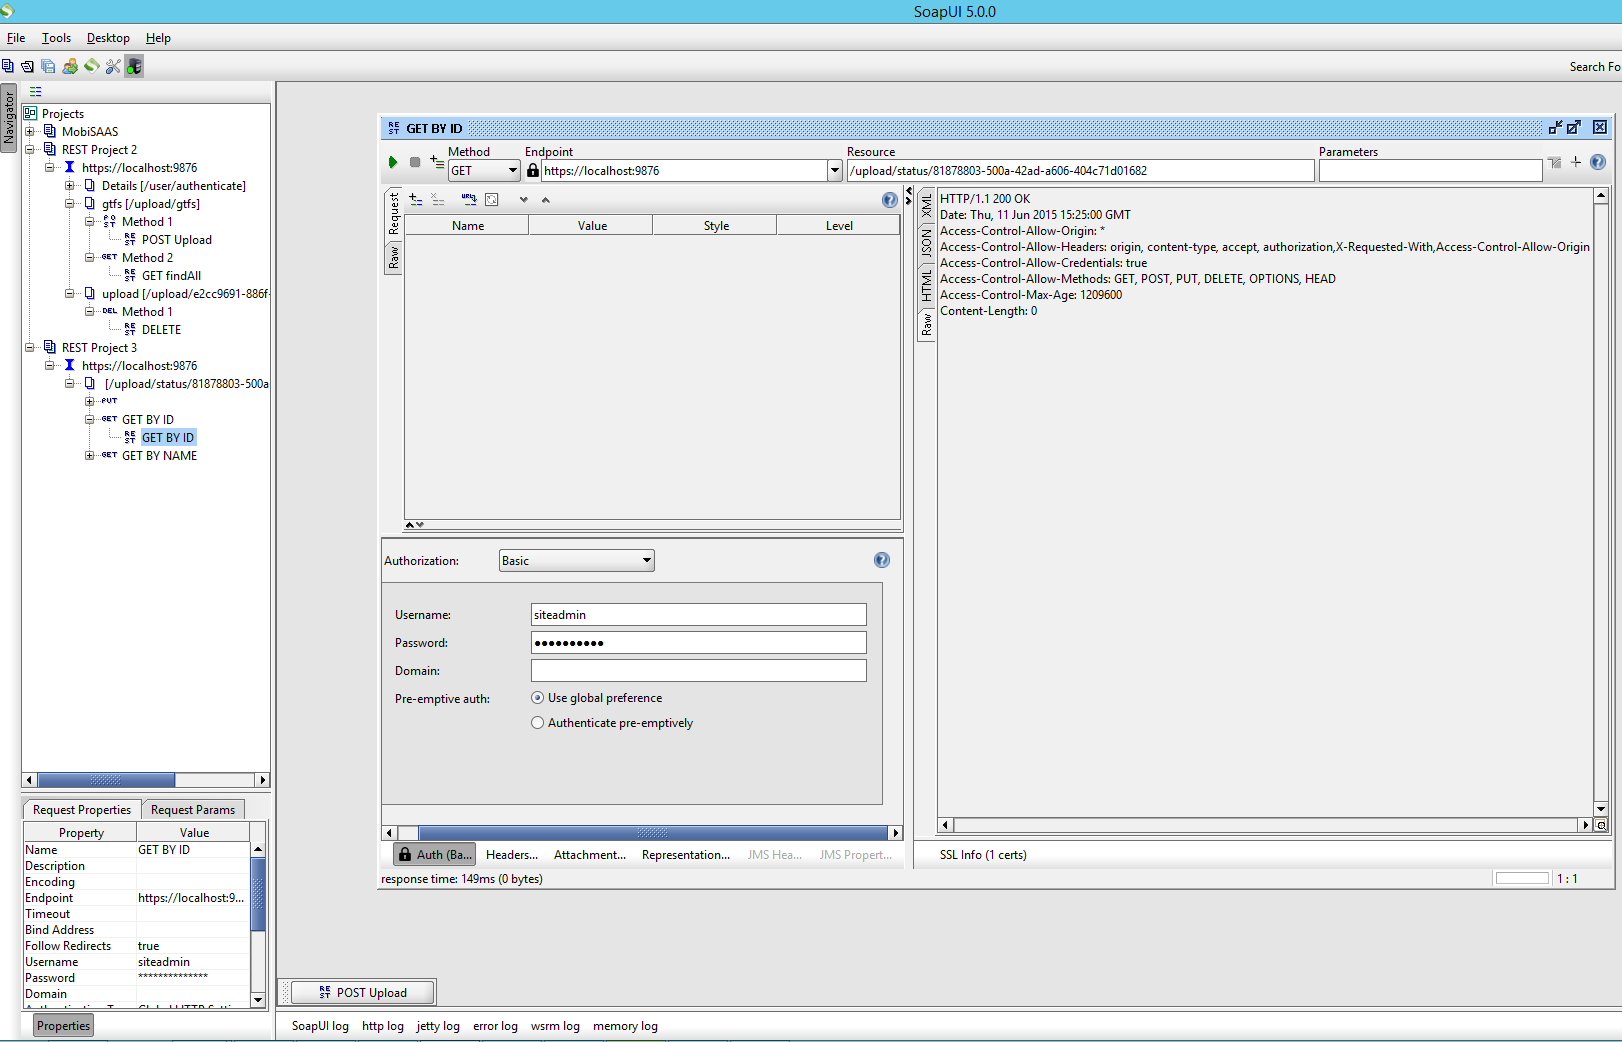 SoapUI 5.0.0
File Tools Desktop Help
Search Fo
Navigator
Projects
MobiSAAS
REST Project 2
https://localhost:9876
Details [/user/authenticate]
gtfs [/upload/gtfs]
Method 1
POST Upload
Method 2
GET findAll
upload [/upload/e2cc9691-886f-
Method 1
DELETE
REST Project 3
https://localhost:9876
[/upload/status/81878803-500a
PUT
GET BY ID
GET BY ID
GET BY NAME
Request Properties Request Params
Property Value
Name GET BY ID
Description
Encoding
Endpoint https://localhost:9...
Timeout
Bind Address
Follow Redirects true
Username siteadmin
Password **************
Domain
Properties
GET BY ID
Method Endpoint Resource Parameters
GET https://localhost:9876 /upload/status/81878803-500a-42ad-a606-404c71d01682
Request
Raw
Name Value Style Level
Authorization: Basic
Username: siteadmin
Password: ●●●●●●●●●●
Domain:
Pre-emptive auth: Use global preference
Authenticate pre-emptively
Auth (Ba... Headers... Attachment... Representation... JMS Hea... JMS Propert...
response time: 149ms (0 bytes)
XML
JSON
HTML
Raw
HTTP/1.1 200 OK
Date: Thu, 11 Jun 2015 15:25:00 GMT
Access-Control-Allow-Origin: *
Access-Control-Allow-Headers: origin, content-type, accept, authorization,X-Requested-With,Access-Control-Allow-Origin
Access-Control-Allow-Credentials: true
Access-Control-Allow-Methods: GET, POST, PUT, DELETE, OPTIONS, HEAD
Access-Control-Max-Age: 1209600
Content-Length: 0
SSL Info (1 certs)
1 : 1
POST Upload
SoapUI log http log jetty log error log wsrm log memory log